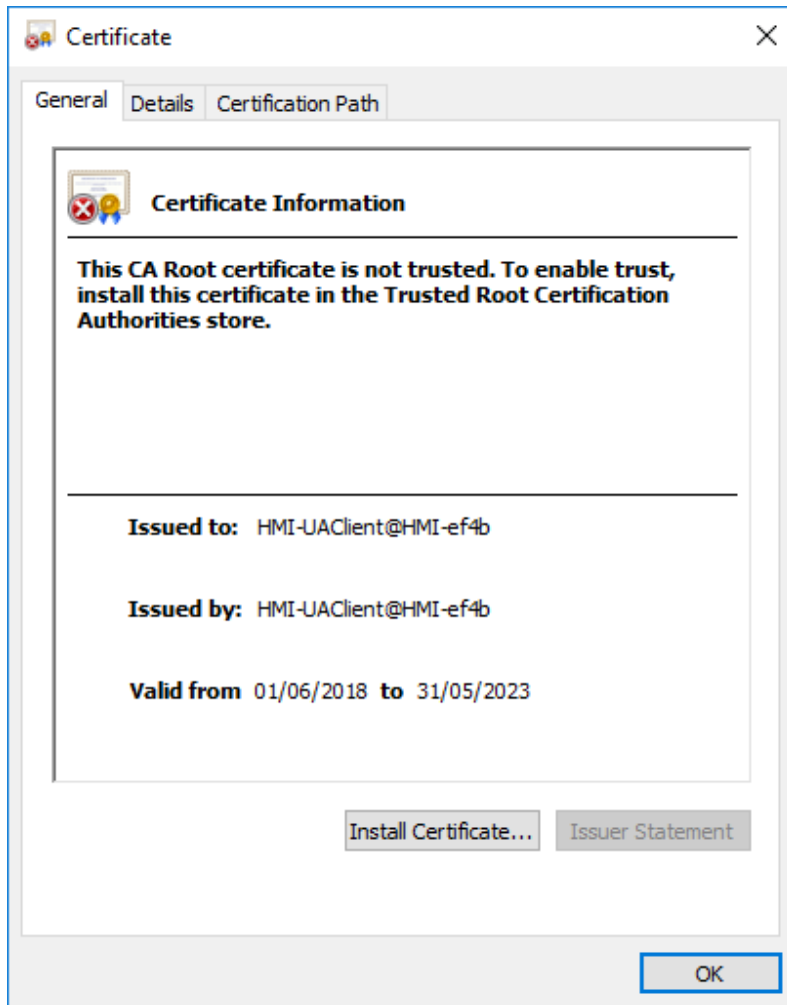 Certificate
General Details Certification Path
Certificate Information
This CA Root certificate is not trusted. To enable trust,
install this certificate in the Trusted Root Certification
Authorities store.
Issued to: HMI-UAClient@HMI-ef4b
Issued by: HMI-UAClient@HMI-ef4b
Valid from 01/06/2018 to 31/05/2023
Install Certificate... Issuer Statement
OK